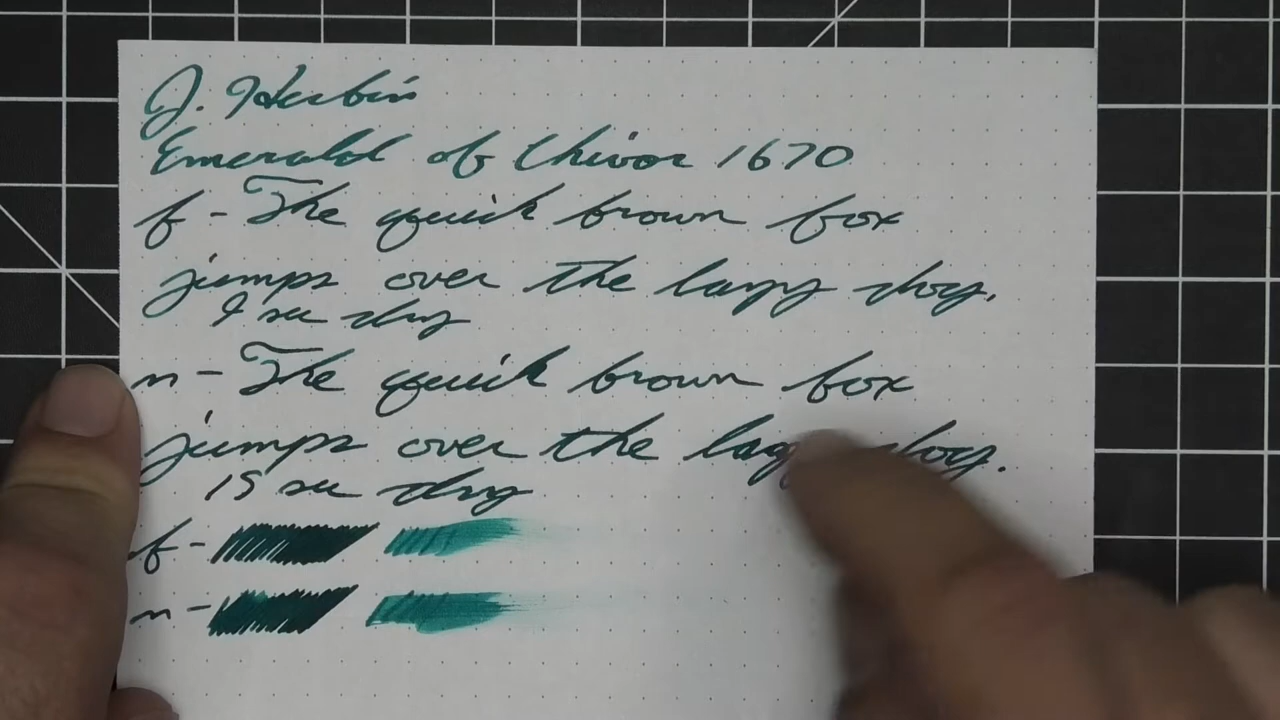 J. Herbin
Emerald of Chivor 1670
f - The quick brown fox
jumps over the lazy dog.
9 sec dry
m - The quick brown fox
jumps over the lazy dog.
15 sec dry
f -
m -